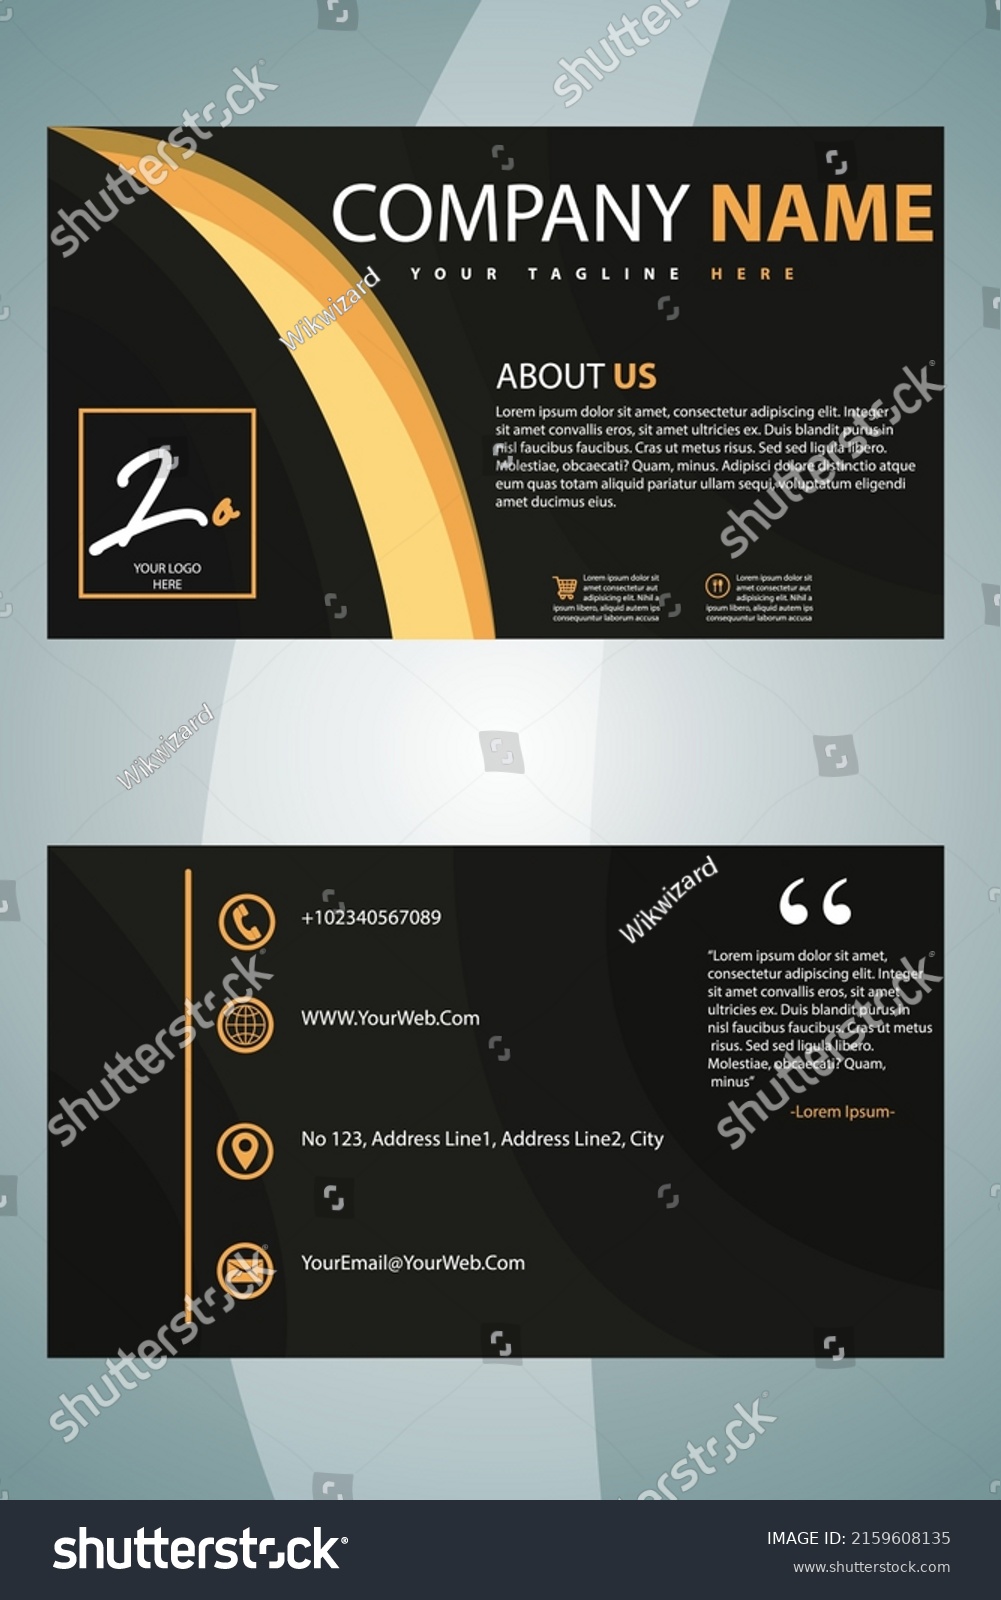 COMPANY NAME
YOUR TAGLINE HERE
ABOUT US
Lorem ipsum dolor sit amet, consectetur adipiscing elit. Integer
sit amet convallis eros, sit amet ultricies ex. Duis blandit purus in
nisl faucibus faucibus. Cras ut metus risus. Sed sed ligula libero.
Molestiae, obcaecati? Quam, minus. Adipisci dolore distinctio atque
eum quas totam aliquid pariatur ullam sequi, voluptatum eligendi
amet ducimus eius.
YOUR LOGO
HERE
Lorem ipsum dolor sit
amet consectetur aut
adipisicing elit. Nihil a
ipsum libero, aliquid autem ips
consequuntur laborum accusa
Lorem ipsum dolor sit
amet consectetur aut
adipisicing elit. Nihil a
ipsum libero, aliquid autem ips
consequuntur laborum accusa
+102340567089
WWW.YourWeb.Com
No 123, Address Line1, Address Line2, City
YourEmail@YourWeb.Com
“
"Lorem ipsum dolor sit amet,
consectetur adipiscing elit. Integer
sit amet convallis eros, sit amet
ultricies ex. Duis blandit purus in
nisl faucibus faucibus. Cras ut metus
risus. Sed sed ligula libero.
Molestiae, obcaecati? Quam,
minus"
-Lorem Ipsum-
shutterstock
shutterstock
shutterstock
shutterstock
shutterstock
shutterstock
shutterstock
Wikwizard
Wikwizard
Wikwizard
shutterstock
IMAGE ID: 2159608135
www.shutterstock.com